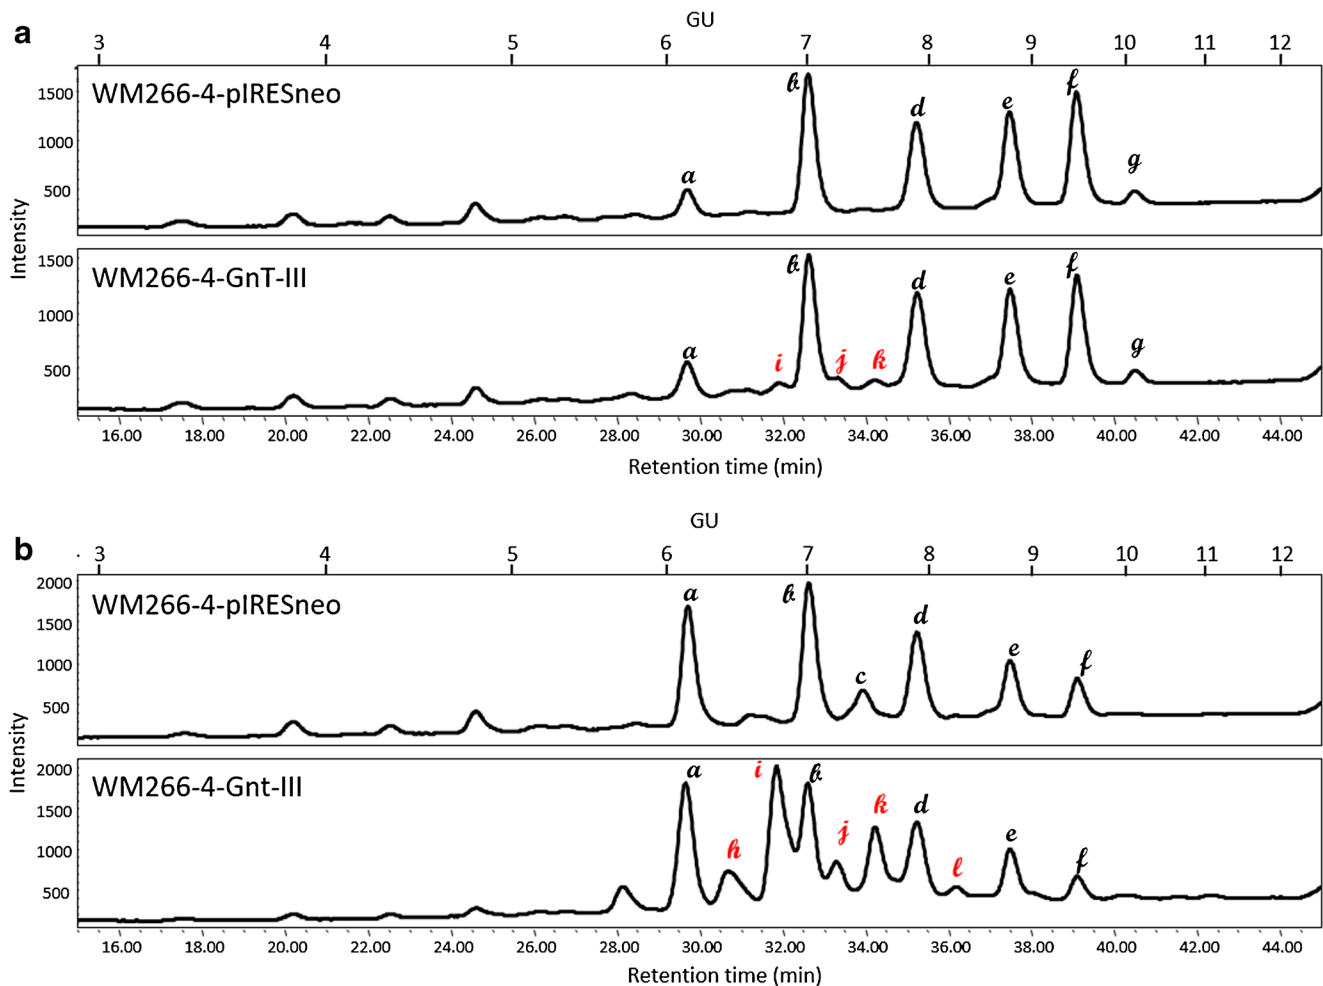 a
GU
3 4 5 6 7 8 9 10 11 12
WM266-4-pIRESneo
1500
1000
500
a b d e f g
WM266-4-GnT-III
1500
1000
500
a i b j k d e f g
Intensity
16.00 18.00 20.00 22.00 24.00 26.00 28.00 30.00 32.00 34.00 36.00 38.00 40.00 42.00 44.00
Retention time (min)
b
GU
3 4 5 6 7 8 9 10 11 12
WM266-4-pIRESneo
2000
1500
1000
500
a b c d e f
WM266-4-Gnt-III
2000
1500
1000
500
a h i b j k d l e f
Intensity
16.00 18.00 20.00 22.00 24.00 26.00 28.00 30.00 32.00 34.00 36.00 38.00 40.00 42.00 44.00
Retention time (min)